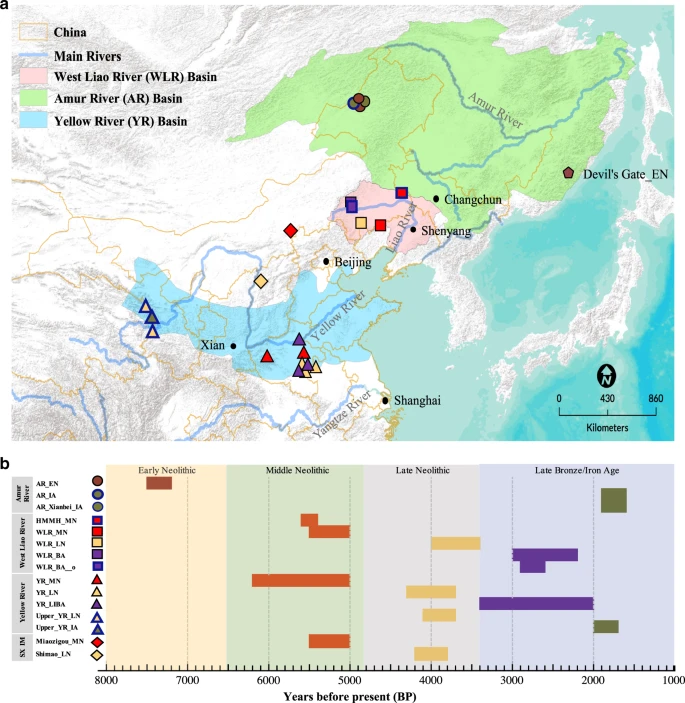 a
China
Main Rivers
West Liao River (WLR) Basin
Amur River (AR) Basin
Yellow River (YR) Basin
Amur River
Devil's Gate_EN
Changchun
Liao River
Shenyang
Beijing
Yellow River
Xian
Yangtze River
Shanghai
N
0 430 860
Kilometers
b
Early Neolithic Middle Neolithic Late Neolithic Late Bronze/Iron Age
Amur River
AR_EN
AR_IA
AR_Xianbei_IA
West Liao River
HMMH_MN
WLR_MN
WLR_LN
WLR_BA
WLR_BA_o
Yellow River
YR_MN
YR_LN
YR_LIBA
Upper_YR_LN
Upper_YR_IA
SX IM
Miaozigou_MN
Shimao_LN
8000 7000 6000 5000 4000 3000 2000 1000
Years before present (BP)